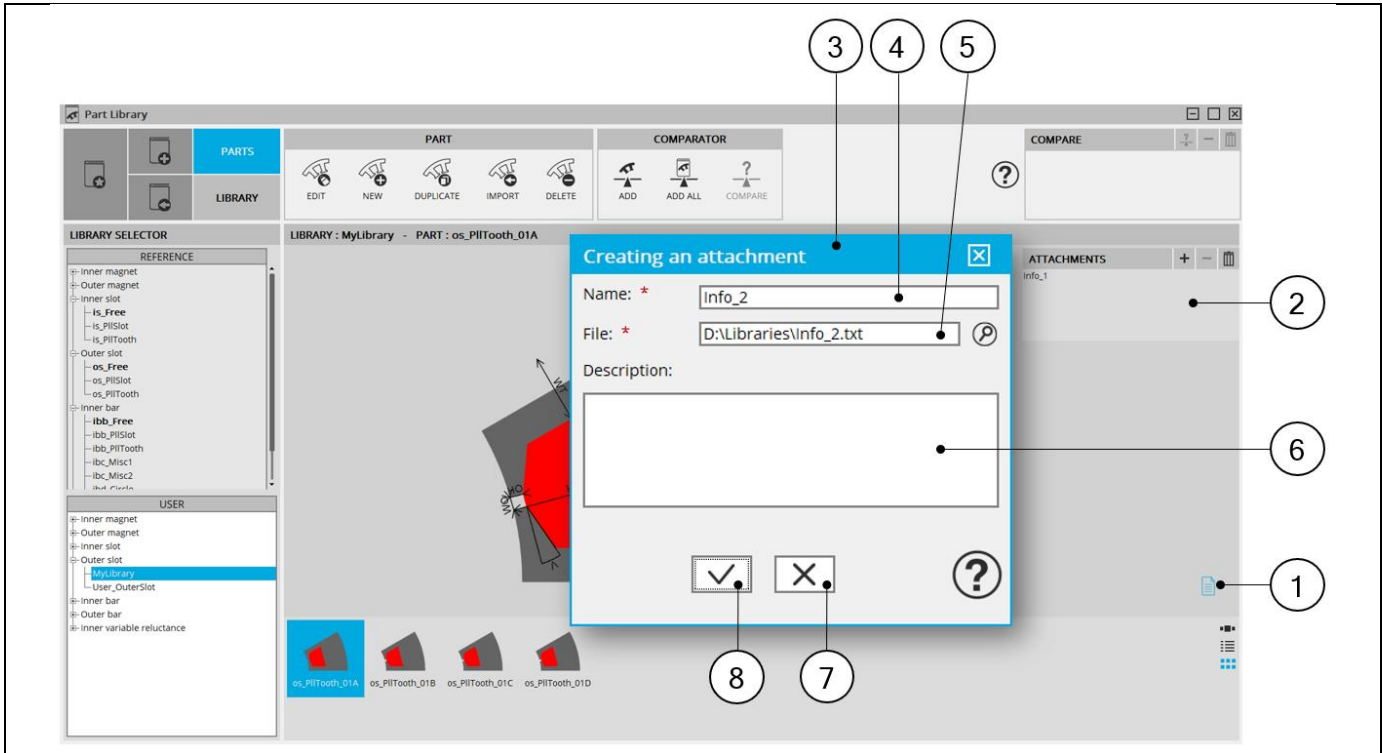 3 4 5
Part Library
PARTS
LIBRARY
PART
EDIT NEW DUPLICATE IMPORT DELETE
COMPARATOR
ADD ADD ALL COMPARE
?
COMPARE
LIBRARY SELECTOR
REFERENCE
Inner magnet
Outer magnet
Inner slot
is_Free
is_PllSlot
is_PllTooth
Outer slot
os_Free
os_PllSlot
os_PllTooth
Inner bar
ibb_Free
ibb_PllSlot
ibb_PllTooth
ibc_Misc1
ibc_Misc2
ibd_Circle
USER
Inner magnet
Outer magnet
Inner slot
Outer slot
MyLibrary
User_OuterSlot
Inner bar
Outer bar
Inner variable reluctance
LIBRARY : MyLibrary - PART : os_PllTooth_01A
WT
HO
WO
Creating an attachment
Name: * Info_2
File: * D:\Libraries\Info_2.txt
Description:
?
ATTACHMENTS
Info_1
2
6
1
8 7
os_PllTooth_01A os_PllTooth_01B os_PllTooth_01C os_PllTooth_01D